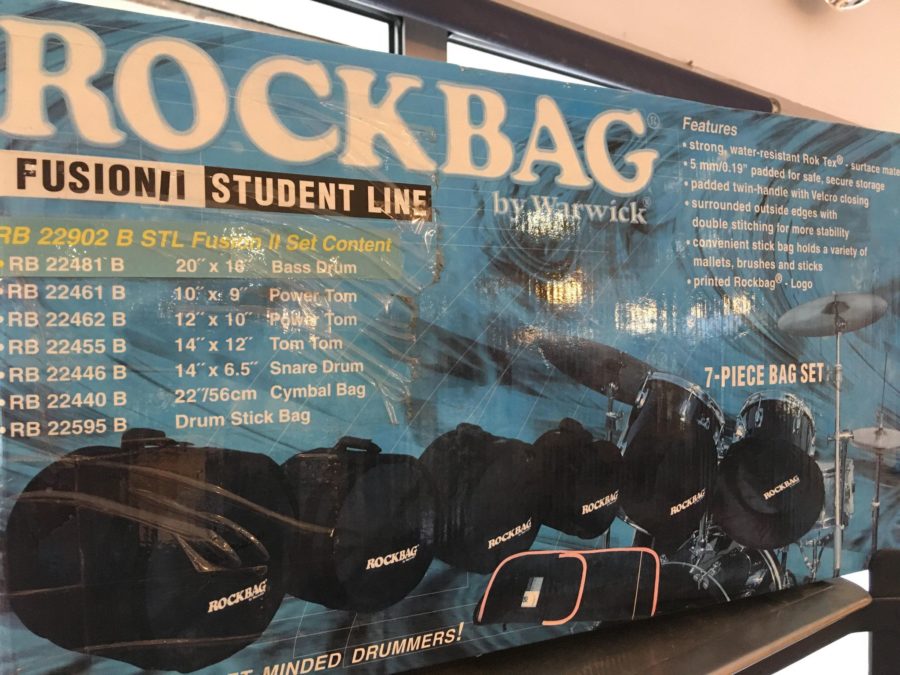 ROCKBAG®
by Warwick®
FUSION II STUDENT LINE
RB 22902 B STL Fusion II Set Content
• RB 22481 B 20" x 16" Bass Drum
• RB 22461 B 10" x 9" Power Tom
• RB 22462 B 12" x 10" Power Tom
• RB 22455 B 14" x 12" Tom Tom
• RB 22446 B 14" x 6.5" Snare Drum
• RB 22440 B 22"/56cm Cymbal Bag
• RB 22595 B Drum Stick Bag
Features
• strong, water-resistant Rok Tex® - surface
• 5 mm/0.19" padded for safe, secure storage
• padded twin-handle with Velcro closing
• surrounded outside edges with
double stitching for more stability
• convenient stick bag holds a variety of
mallets, brushes and sticks
• printed Rockbag® - Logo
7-PIECE BAG SET
ROCKBAG
ROCKBAG
ROCKBAG
ROCKBAG
ROCKBAG
ROCKBAG
MINDED DRUMMERS!